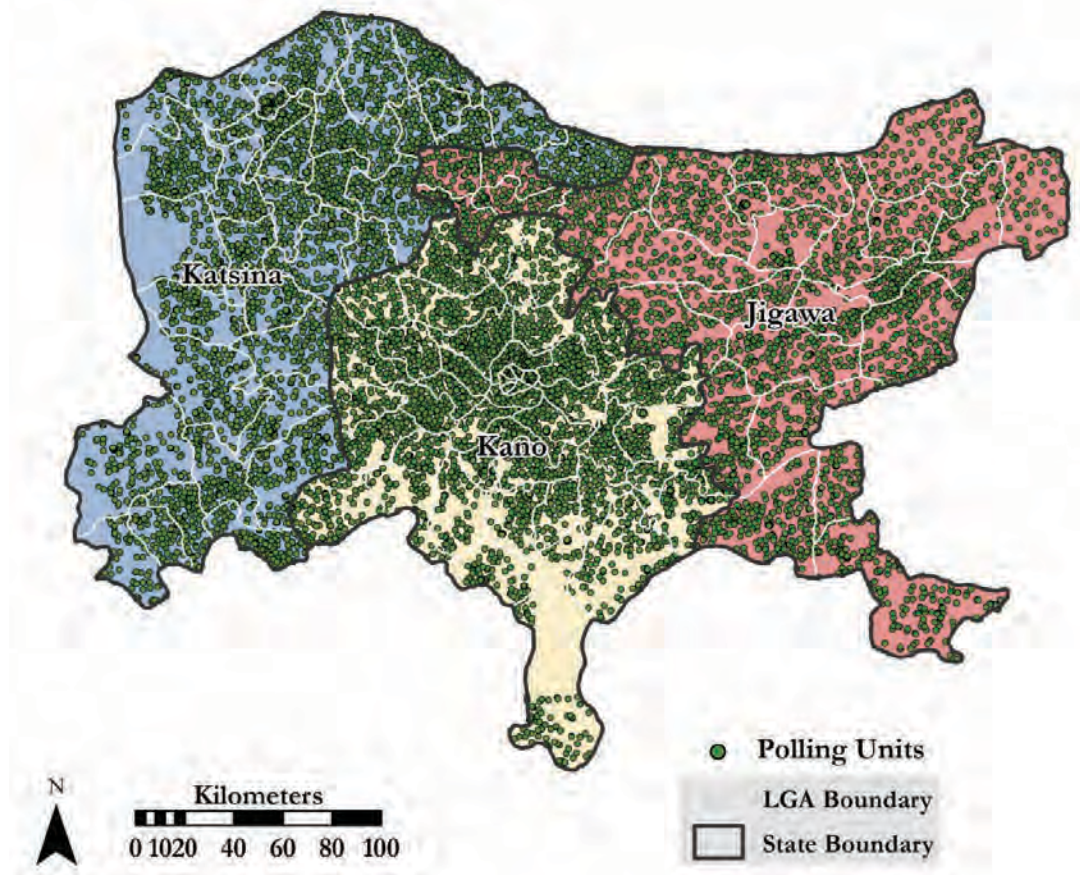 Katsina
Jigawa
Kano
Polling Units
LGA Boundary
State Boundary
N
Kilometers
0 10 20 40 60 80 100